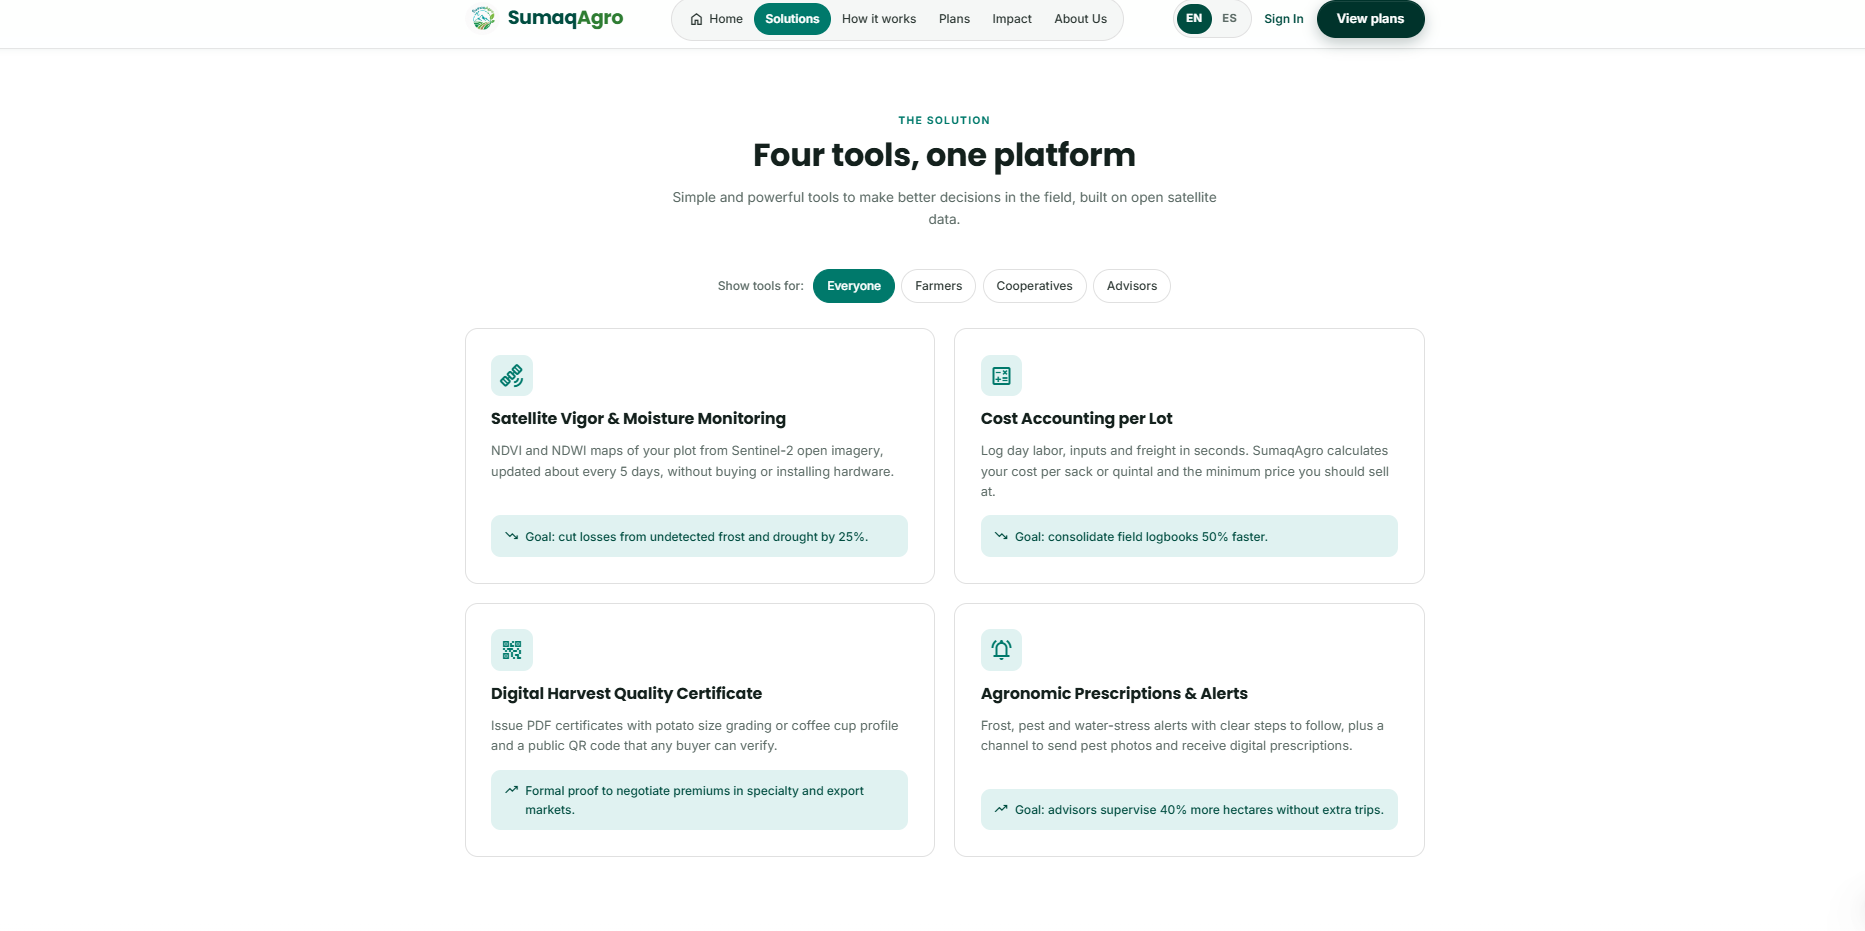 SumaqAgro
Home
Solutions
How it works
Plans
Impact
About Us
EN
ES
Sign In
View plans
THE SOLUTION
Four tools, one platform
Simple and powerful tools to make better decisions in the field, built on open satellite
data.
Show tools for:
Everyone
Farmers
Cooperatives
Advisors
Satellite Vigor & Moisture Monitoring
NDVI and NDWI maps of your plot from Sentinel-2 open imagery,
updated about every 5 days, without buying or installing hardware.
Goal: cut losses from undetected frost and drought by 25%.
Cost Accounting per Lot
Log day labor, inputs and freight in seconds. SumaqAgro calculates
your cost per sack or quintal and the minimum price you should sell
at.
Goal: consolidate field logbooks 50% faster.
Digital Harvest Quality Certificate
Issue PDF certificates with potato size grading or coffee cup profile
and a public QR code that any buyer can verify.
Formal proof to negotiate premiums in specialty and export
markets.
Agronomic Prescriptions & Alerts
Frost, pest and water-stress alerts with clear steps to follow, plus a
channel to send pest photos and receive digital prescriptions.
Goal: advisors supervise 40% more hectares without extra trips.